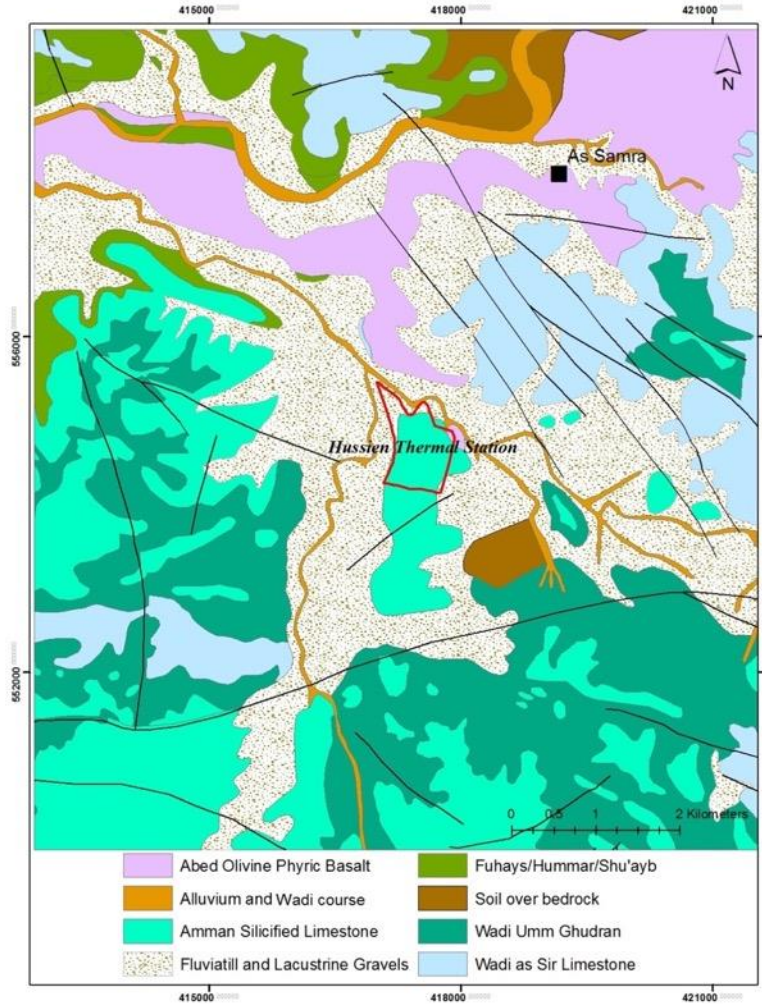 415000 418000 421000
N
As Samra
556000
Hussien Thermal Station
552000
0 0.5 1 2 Kilometers
Abed Olivine Phyric Basalt
Fuhays/Hummar/Shu'ayb
Alluvium and Wadi course
Soil over bedrock
Amman Silicified Limestone
Wadi Umm Ghudran
Fluviatill and Lacustrine Gravels
Wadi as Sir Limestone
415000 418000 421000